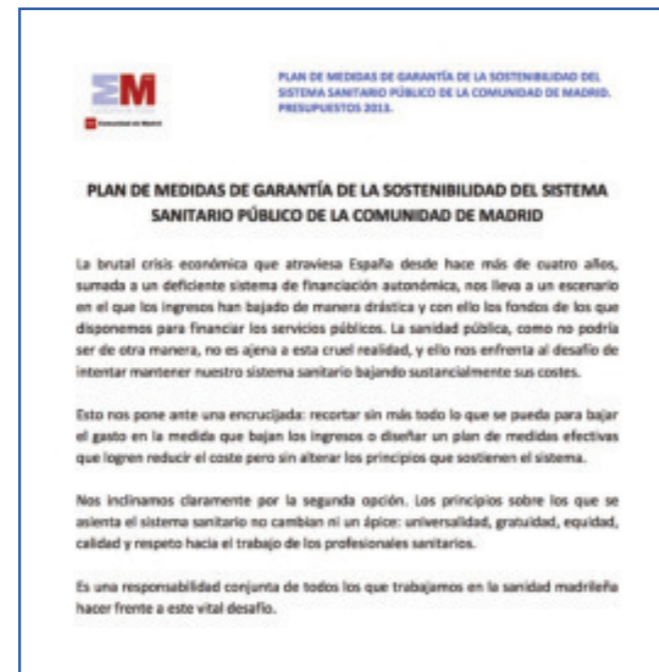 PLAN DE MEDIDAS DE GARANTÍA DE LA SOSTENIBILIDAD DEL
SISTEMA SANITARIO PÚBLICO DE LA COMUNIDAD DE MADRID.
PRESUPUESTOS 2013.
Comunidad de Madrid
PLAN DE MEDIDAS DE GARANTÍA DE LA SOSTENIBILIDAD DEL SISTEMA
SANITARIO PÚBLICO DE LA COMUNIDAD DE MADRID
La brutal crisis económica que atraviesa España desde hace más de cuatro años,
sumada a un deficiente sistema de financiación autonómica, nos lleva a un escenario
en el que los ingresos han bajado de manera drástica y con ello los fondos de los que
disponemos para financiar los servicios públicos. La sanidad pública, como no podría
ser de otra manera, no es ajena a esta cruel realidad, y ello nos enfrenta al desafío de
intentar mantener nuestro sistema sanitario bajando sustancialmente sus costes.
Esto nos pone ante una encrucijada: recortar sin más todo lo que se pueda para bajar
el gasto en la medida que bajan los ingresos o diseñar un plan de medidas efectivas
que logren reducir el coste pero sin alterar los principios que sostienen el sistema.
Nos inclinamos claramente por la segunda opción. Los principios sobre los que se
asienta el sistema sanitario no cambian ni un ápice: universalidad, gratuidad, equidad,
calidad y respeto hacia el trabajo de los profesionales sanitarios.
Es una responsabilidad conjunta de todos los que trabajamos en la sanidad madrileña
hacer frente a este vital desafío.